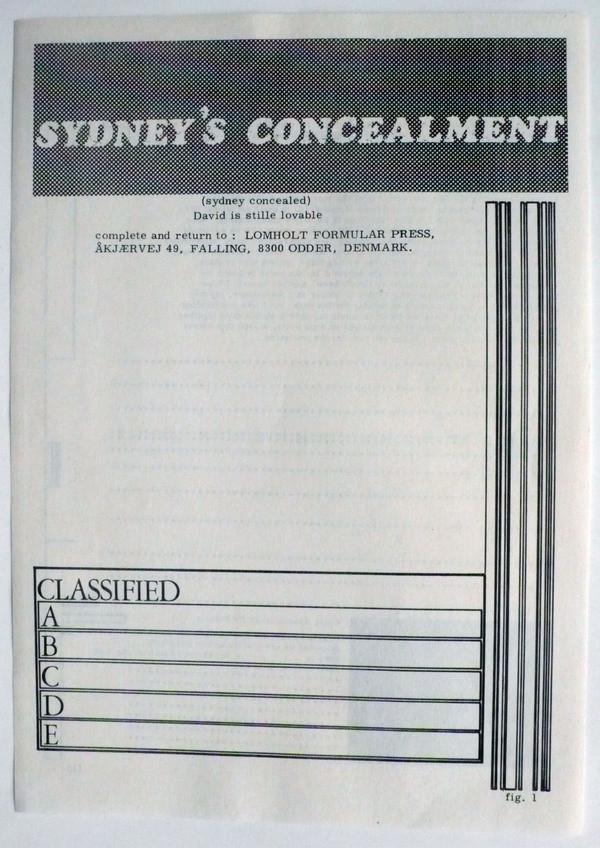 SYDNEY'S CONCEALMENT
(sydney concealed)
David is stille lovable
complete and return to : LOMHOLT FORMULAR PRESS,
ÅKJÆRVEJ 49, FALLING, 8300 ODDER, DENMARK.
CLASSIFIED
A
B
C
D
E
fig. 1